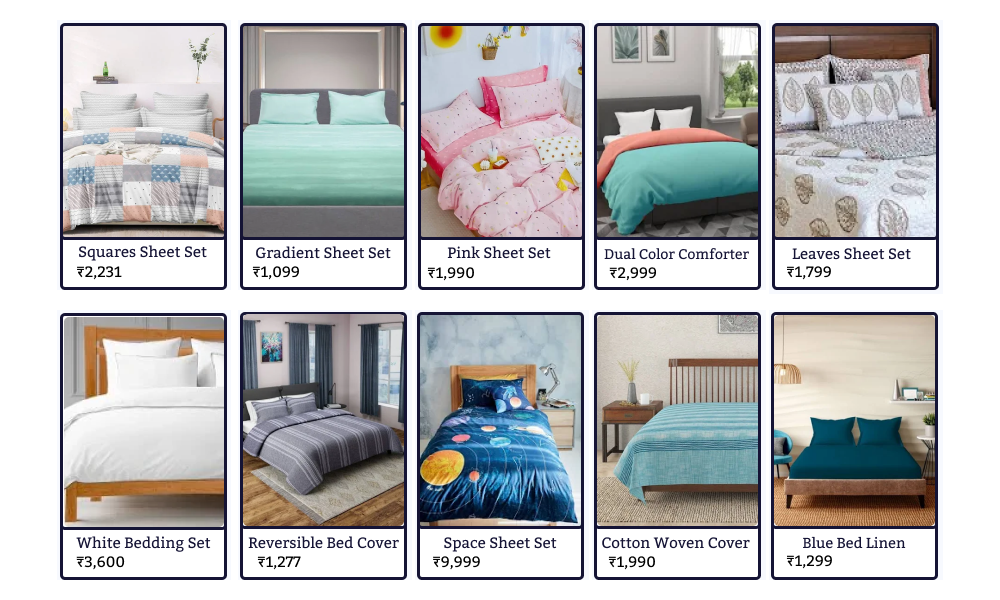 Squares Sheet Set
₹2,231
Gradient Sheet Set
₹1,099
Pink Sheet Set
₹1,990
Dual Color Comforter
₹2,999
Leaves Sheet Set
₹1,799
White Bedding Set
₹3,600
Reversible Bed Cover
₹1,277
Space Sheet Set
₹9,999
Cotton Woven Cover
₹1,990
Blue Bed Linen
₹1,299